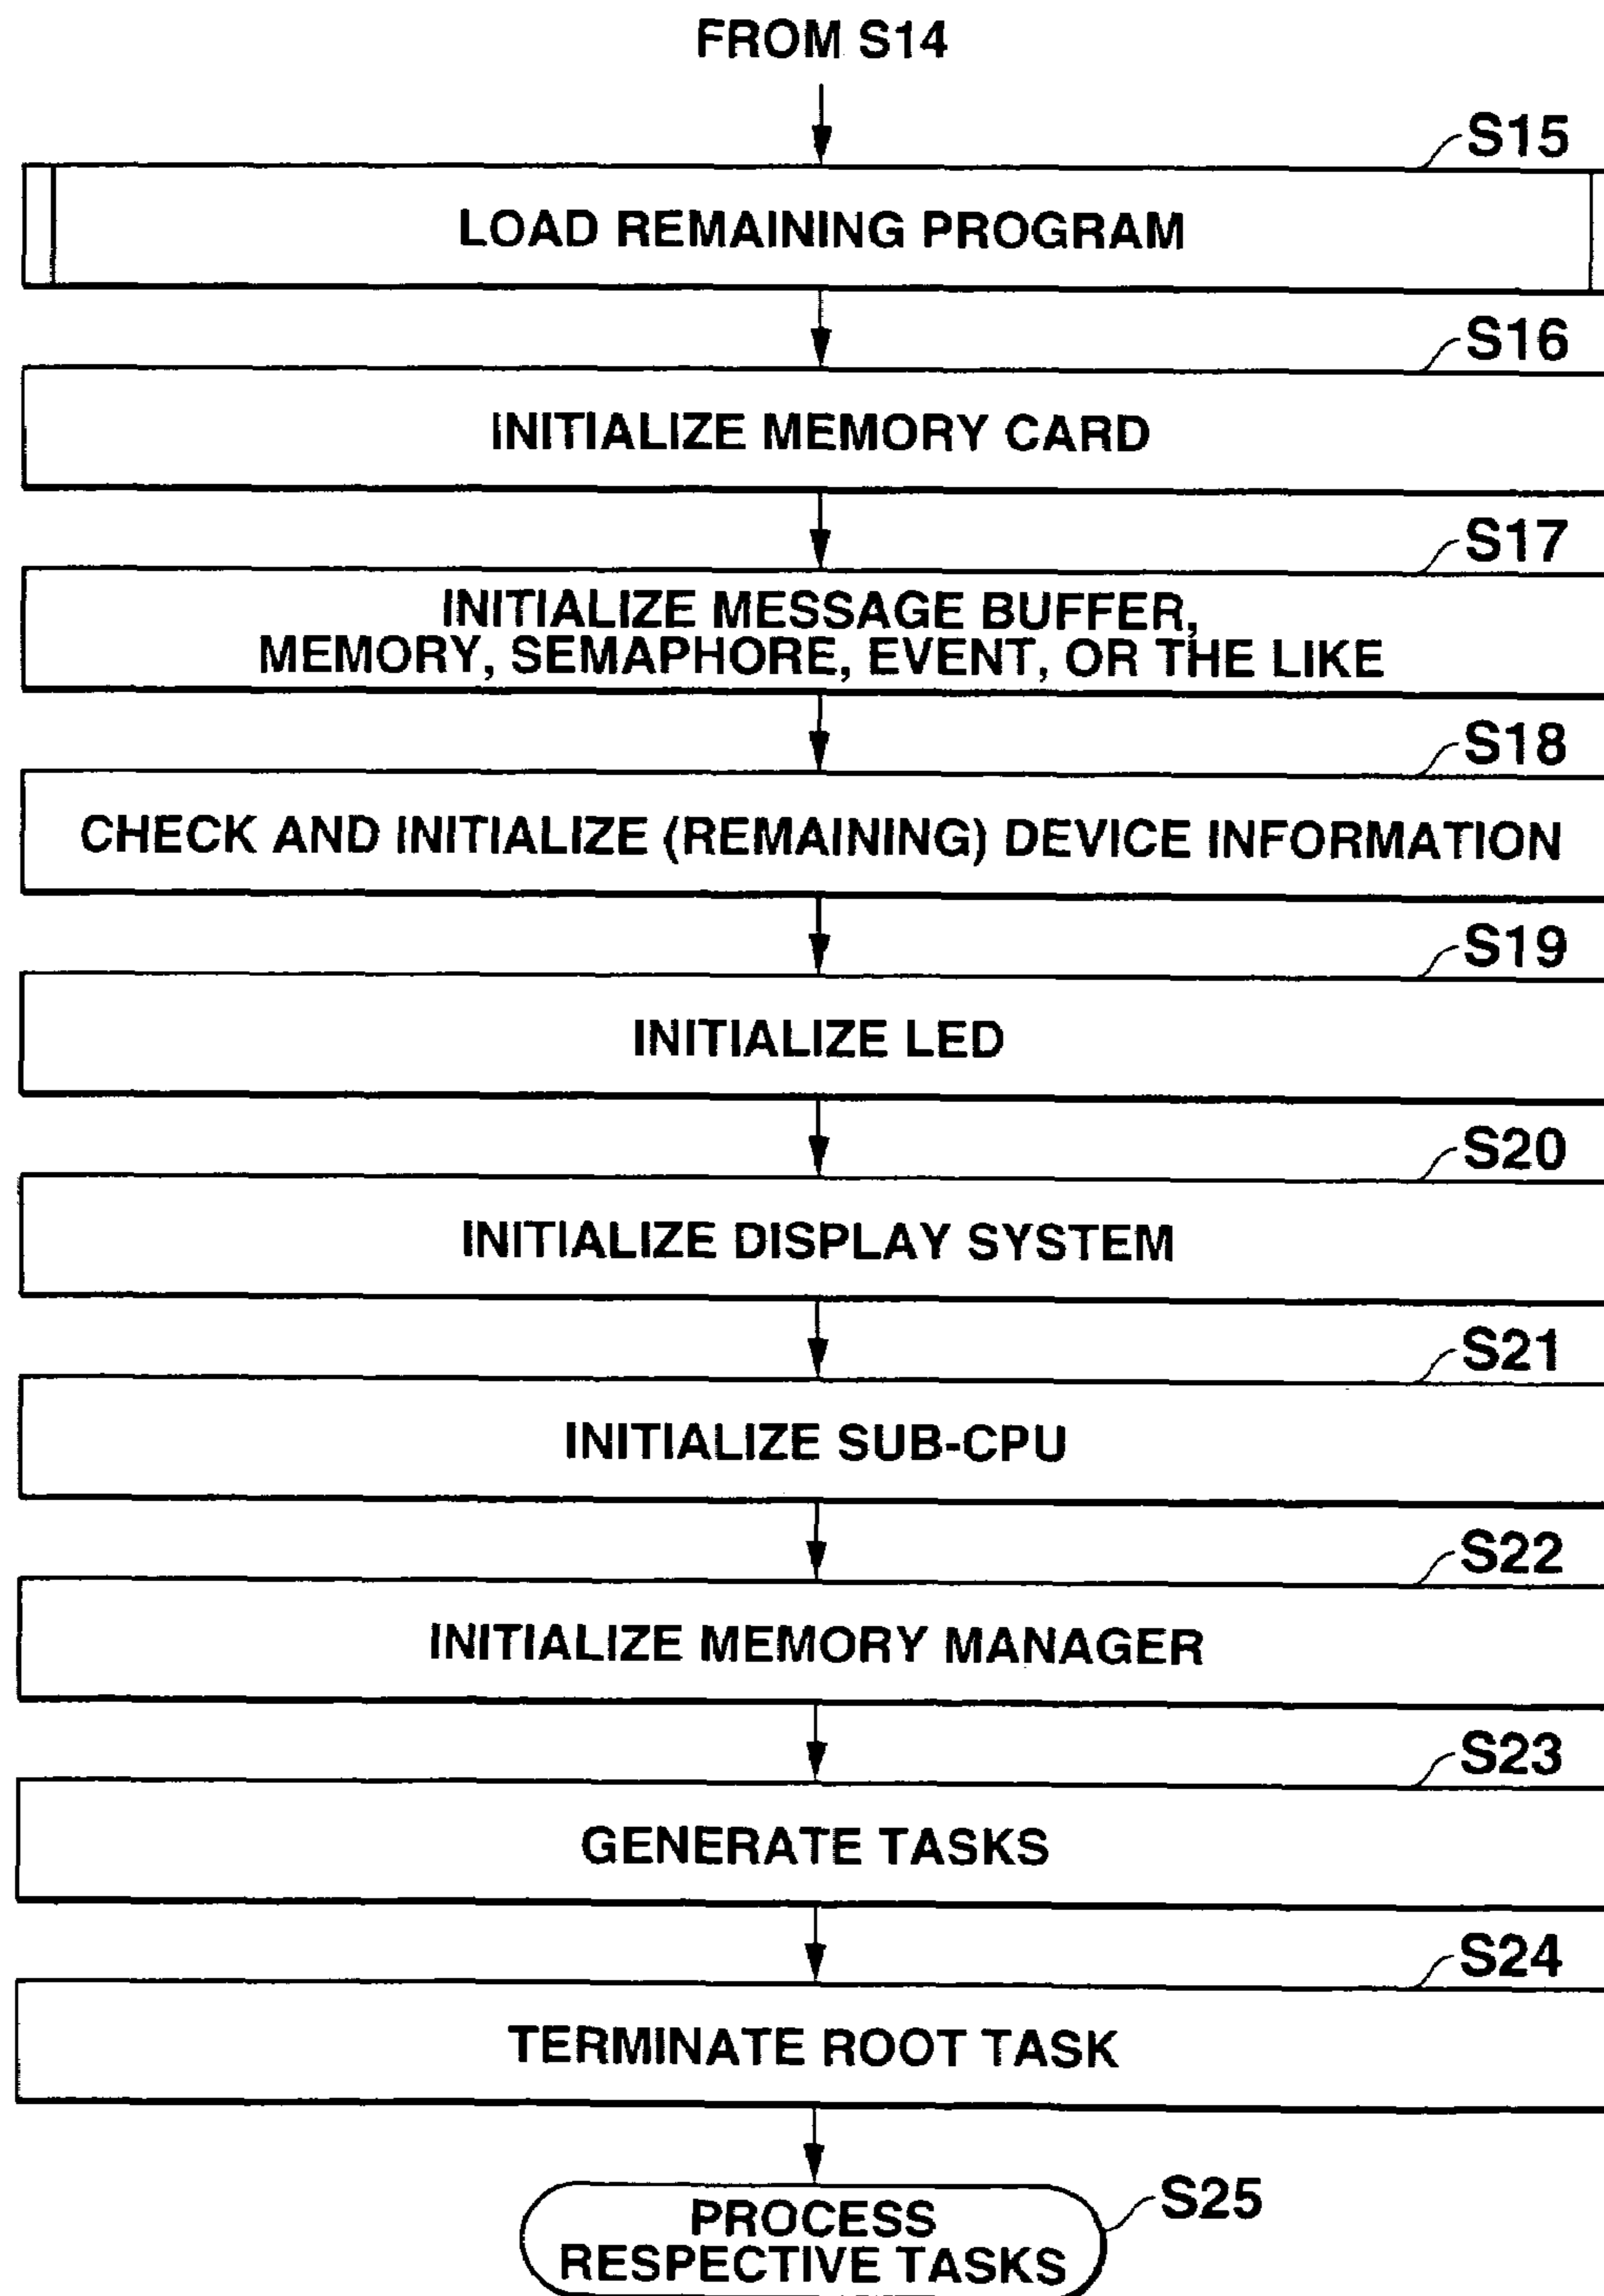 FROM S14
S15
LOAD REMAINING PROGRAM
S16
INITIALIZE MEMORY CARD
S17
INITIALIZE MESSAGE BUFFER,
MEMORY, SEMAPHORE, EVENT, OR THE LIKE
S18
CHECK AND INITIALIZE (REMAINING) DEVICE INFORMATION
S19
INITIALIZE LED
S20
INITIALIZE DISPLAY SYSTEM
S21
INITIALIZE SUB-CPU
S22
INITIALIZE MEMORY MANAGER
S23
GENERATE TASKS
S24
TERMINATE ROOT TASK
S25
PROCESS
RESPECTIVE TASKS